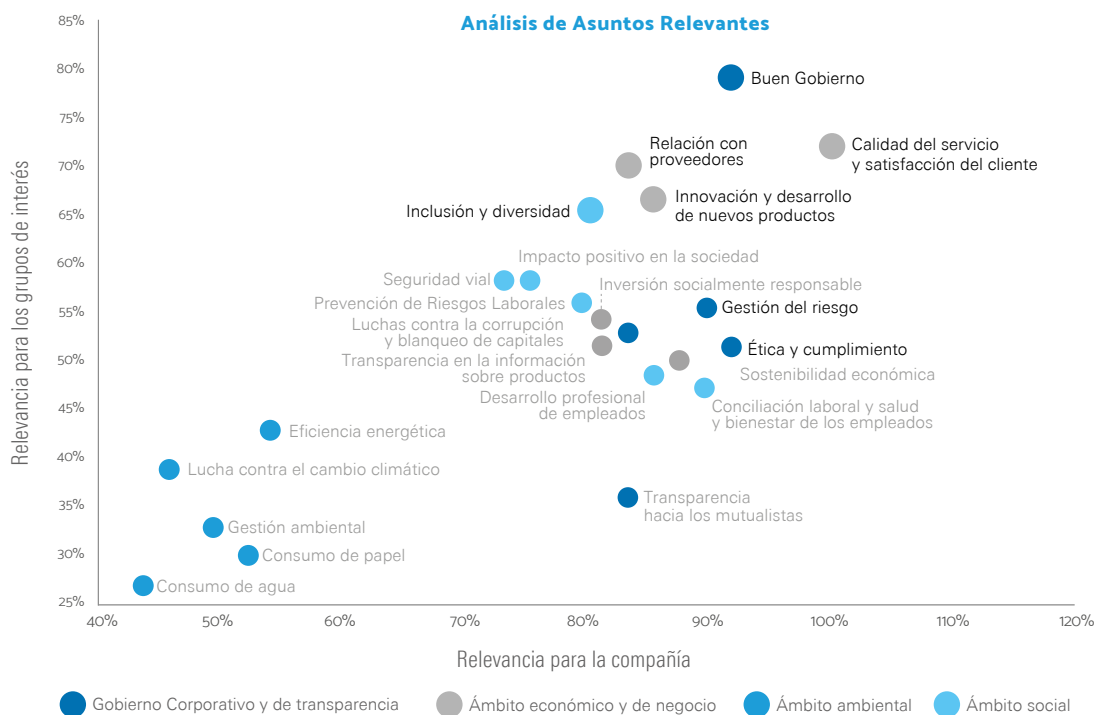 Análisis de Asuntos Relevantes
85%
80%
75%
70%
65%
60%
55%
50%
45%
40%
35%
30%
25%
Relevancia para los grupos de interés
Buen Gobierno
Relación con
proveedores
Calidad del servicio
y satisfacción del cliente
Innovación y desarrollo
de nuevos productos
Inclusión y diversidad
Impacto positivo en la sociedad
Seguridad vial
Inversión socialmente responsable
Prevención de Riesgos Laborales
Gestión del riesgo
Luchas contra la corrupción
y blanqueo de capitales
Ética y cumplimiento
Transparencia en la información
sobre productos
Sostenibilidad económica
Desarrollo profesional
de empleados
Conciliación laboral y salud
y bienestar de los empleados
Eficiencia energética
Lucha contra el cambio climático
Transparencia
hacia los mutualistas
Gestión ambiental
Consumo de papel
Consumo de agua
40%
50%
60%
70%
80%
90%
100%
110%
120%
Relevancia para la compañía
Gobierno Corporativo y de transparencia
Ámbito económico y de negocio
Ámbito ambiental
Ámbito social